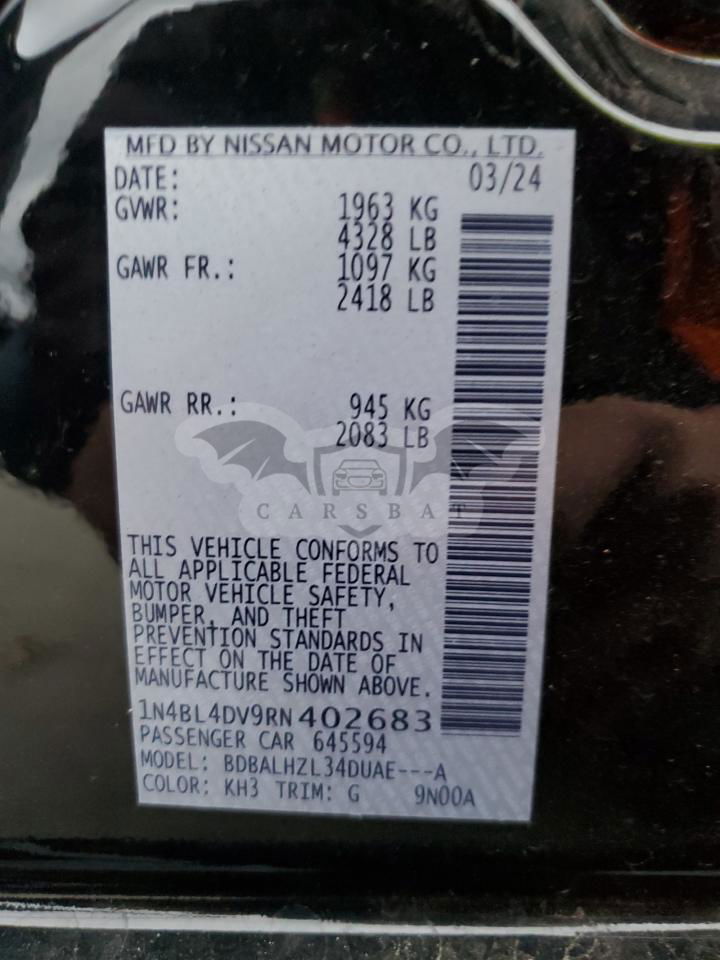 MFD BY NISSAN MOTOR CO., LTD.
DATE: 03/24
GVWR: 1963 KG
4328 LB
GAWR FR.: 1097 KG
2418 LB
GAWR RR.: 945 KG
2083 LB
CARSBAT
THIS VEHICLE CONFORMS TO
ALL APPLICABLE FEDERAL
MOTOR VEHICLE SAFETY,
BUMPER, AND THEFT
PREVENTION STANDARDS IN
EFFECT ON THE DATE OF
MANUFACTURE SHOWN ABOVE.
1N4BL4DV9RN402683
PASSENGER CAR 645594
MODEL: BDBALHZL34DUAE---A
COLOR: KH3 TRIM: G 9N00A